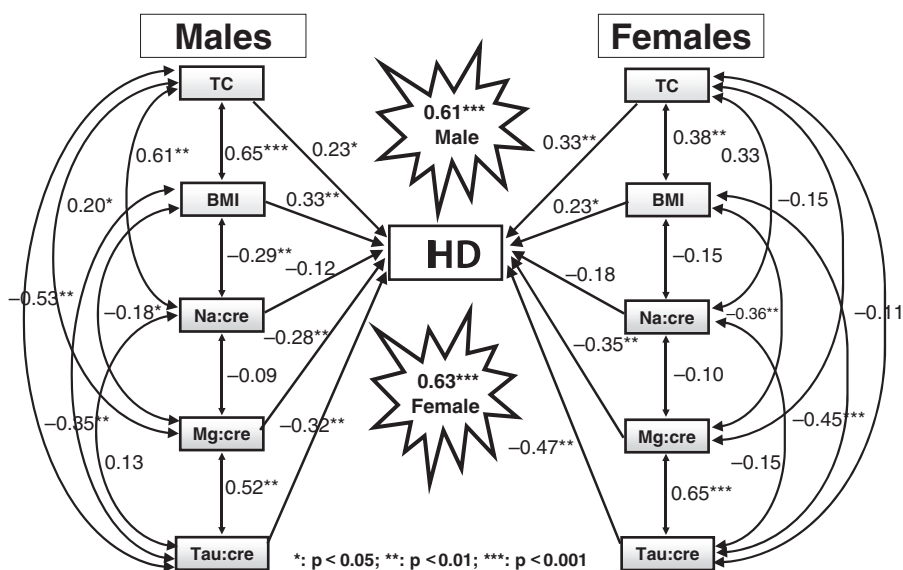 Males
Females
TC
0.61***
Male
TC
0.61**
0.65***
0.23*
0.33**
0.38**
0.33
0.20*
BMI
0.33**
0.23*
BMI
–0.15
HD
–0.29**
–0.12
–0.18
–0.15
–0.53**
–0.18*
Na:cre
–0.28**
Na:cre
–0.36**
–0.11
–0.35**
0.63***
Female
–0.09
–0.10
–0.35**
Mg:cre
–0.32**
Mg:cre
–0.45***
0.13
–0.47**
–0.15
0.52**
0.65***
Tau:cre
*: p < 0.05; **: p < 0.01; ***: p < 0.001
Tau:cre